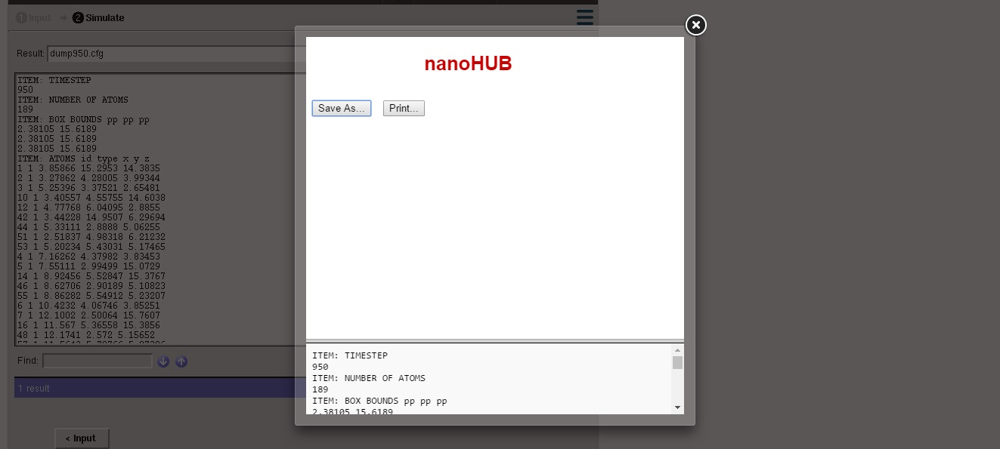 1 Input → 2 Simulate
Result: dump950.cfg
ITEM: TIMESTEP
950
ITEM: NUMBER OF ATOMS
189
ITEM: BOX BOUNDS pp pp pp
2.38105 15.6189
2.38105 15.6189
2.38105 15.6189
ITEM: ATOMS id type x y z
1 1 3.85866 15.2953 14.3835
2 1 3.27862 4.28005 3.99344
3 1 5.25396 3.37521 2.65481
10 1 3.40557 4.55755 14.6038
12 1 4.77768 6.04095 2.8855
42 1 3.44228 14.9507 6.29694
44 1 5.33111 2.8888 5.06255
51 1 2.51837 4.98318 6.21232
53 1 5.20234 5.43031 5.17465
4 1 7.16262 4.37982 3.83453
5 1 7.55111 2.99499 15.0729
14 1 8.92456 5.52847 15.3767
46 1 8.62706 2.90189 5.10823
55 1 8.86282 5.54912 5.23207
6 1 10.4232 4.06746 3.85251
7 1 12.1002 2.50064 15.7607
16 1 11.567 5.36558 15.3856
48 1 12.1741 2.572 5.15652
Find:
1 result
< Input
nanoHUB
Save As...
Print...
ITEM: TIMESTEP
950
ITEM: NUMBER OF ATOMS
189
ITEM: BOX BOUNDS pp pp pp
2.38105 15.6189